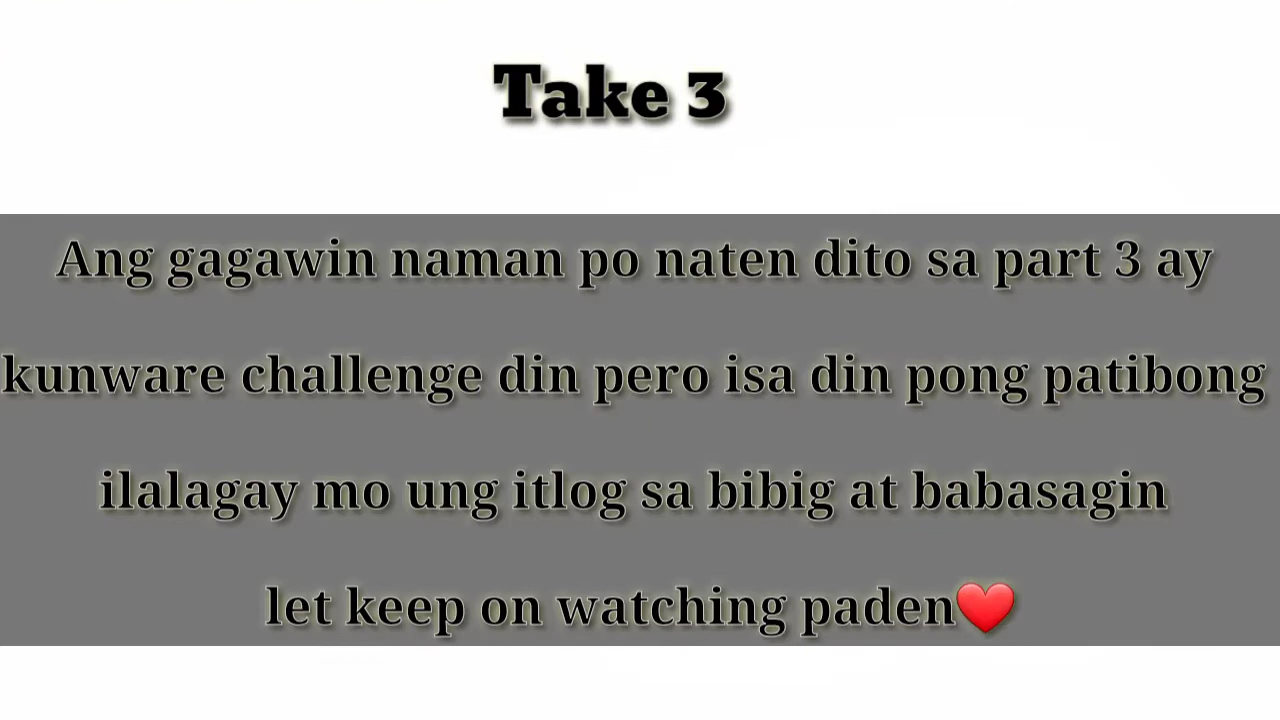 Take 3
Ang gagawin naman po naten dito sa part 3 ay
kunware challenge din pero isa din pong patibong
ilalagay mo ung itlog sa bibig at babasagin
let keep on watching paden❤️